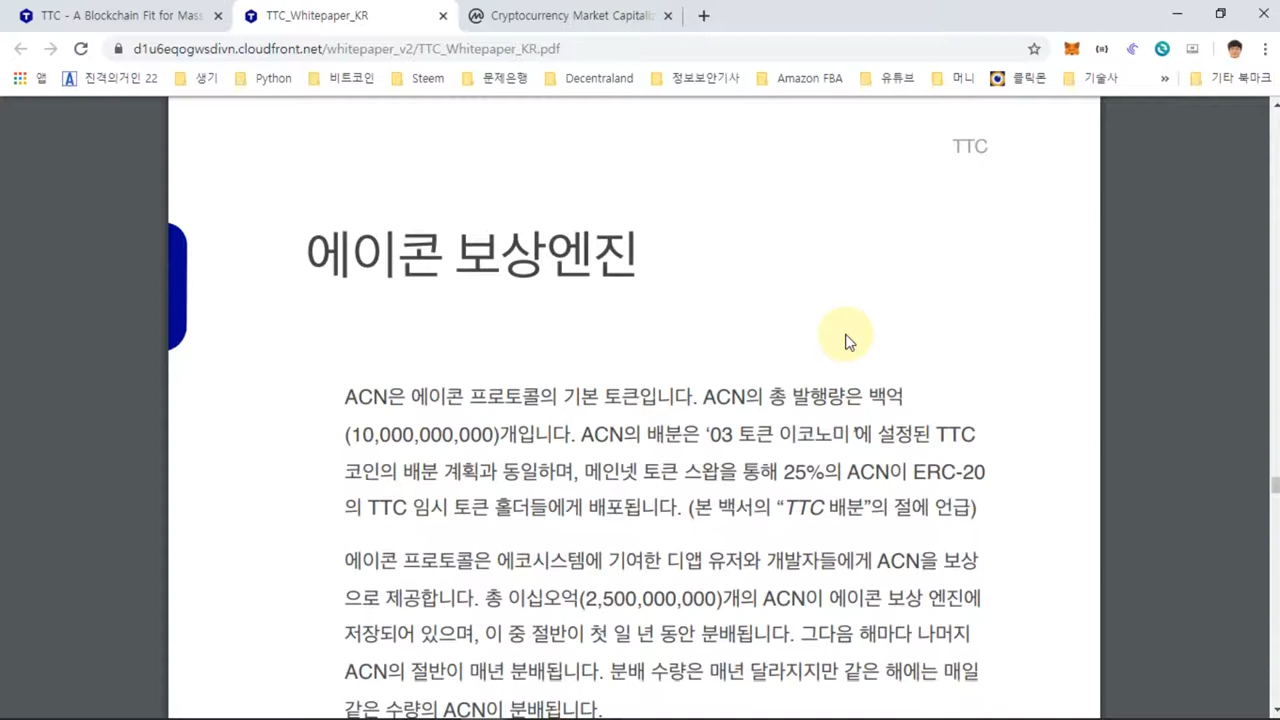 TTC - A Blockchain Fit for Mass
TTC_Whitepaper_KR
Cryptocurrency Market Capitaliz
d1u6eqogwsdivn.cloudfront.net/whitepaper_v2/TTC_Whitepaper_KR.pdf
앱 진격의거인 22 생기 Python 비트코인 Steem 문제은행 Decentraland 정보보안기사 Amazon FBA 유튜브 머니 클릭몬 기술사 » 기타 북마크
TTC
에이콘 보상엔진
ACN은 에이콘 프로토콜의 기본 토큰입니다. ACN의 총 발행량은 백억
(10,000,000,000)개입니다. ACN의 배분은 ‘03 토큰 이코노미’에 설정된 TTC
코인의 배분 계획과 동일하며, 메인넷 토큰 스왑을 통해 25%의 ACN이 ERC-20
의 TTC 임시 토큰 홀더들에게 배포됩니다. (본 백서의 “TTC 배분”의 절에 언급)
에이콘 프로토콜은 에코시스템에 기여한 디앱 유저와 개발자들에게 ACN을 보상
으로 제공합니다. 총 이십오억(2,500,000,000)개의 ACN이 에이콘 보상 엔진에
저장되어 있으며, 이 중 절반이 첫 일 년 동안 분배됩니다. 그다음 해마다 나머지
ACN의 절반이 매년 분배됩니다. 분배 수량은 매년 달라지지만 같은 해에는 매일
같은 수량의 ACN이 분배됩니다.